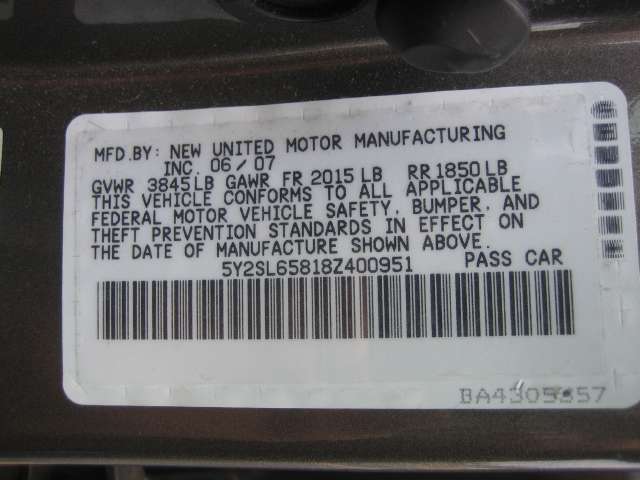 MFD.BY: NEW UNITED MOTOR MANUFACTURING
INC. 06/07
GVWR 3845LB GAWR FR 2015LB RR 1850LB
THIS VEHICLE CONFORMS TO ALL APPLICABLE
FEDERAL MOTOR VEHICLE SAFETY, BUMPER, AND
THEFT PREVENTION STANDARDS IN EFFECT ON
THE DATE OF MANUFACTURE SHOWN ABOVE.
5Y2SL65818Z400951 PASS CAR